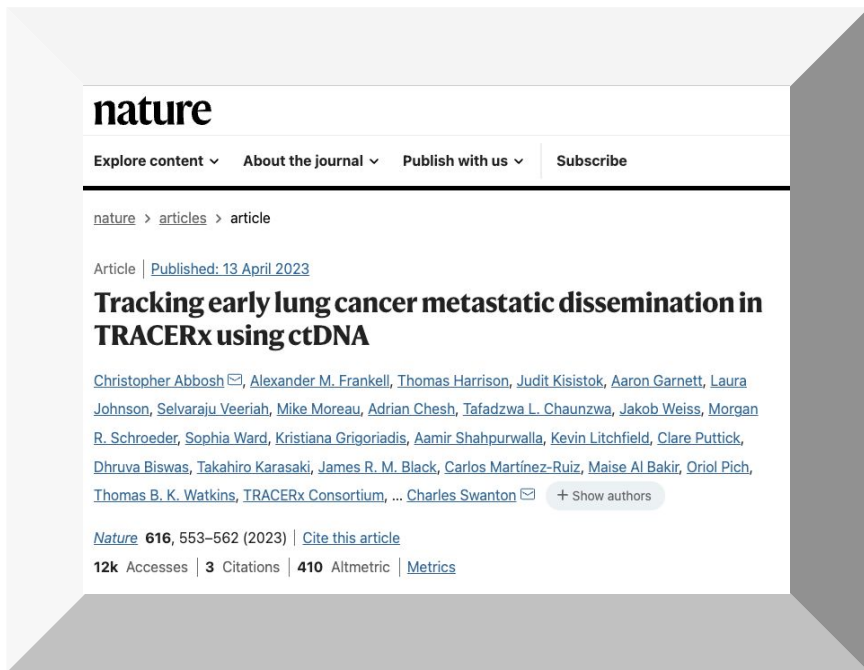 nature
Explore content About the journal Publish with us Subscribe
nature > articles > article
Article | Published: 13 April 2023
Tracking early lung cancer metastatic dissemination in
TRACERx using ctDNA
Christopher Abbosh, Alexander M. Frankell, Thomas Harrison, Judit Kisistok, Aaron Garnett, Laura
Johnson, Selvaraju Veeriah, Mike Moreau, Adrian Chesh, Tafadzwa L. Chaunzwa, Jakob Weiss, Morgan
R. Schroeder, Sophia Ward, Kristiana Grigoriadis, Aamir Shahpurwalla, Kevin Litchfield, Clare Puttick,
Dhruva Biswas, Takahiro Karasaki, James R. M. Black, Carlos Martínez-Ruiz, Maise Al Bakir, Oriol Pich,
Thomas B. K. Watkins, TRACERx Consortium, … Charles Swanton + Show authors
Nature 616, 553–562 (2023) | Cite this article
12k Accesses | 3 Citations | 410 Altmetric | Metrics